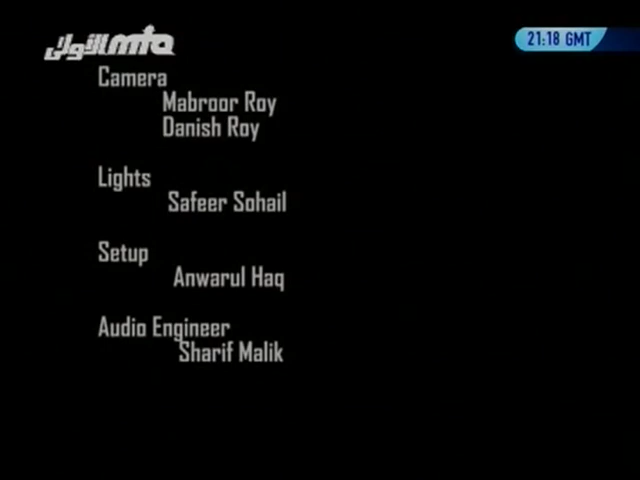 mta الأولى
21:18 GMT
Camera
Mabroor Roy
Danish Roy
Lights
Safeer Sohail
Setup
Anwarul Haq
Audio Engineer
Sharif Malik